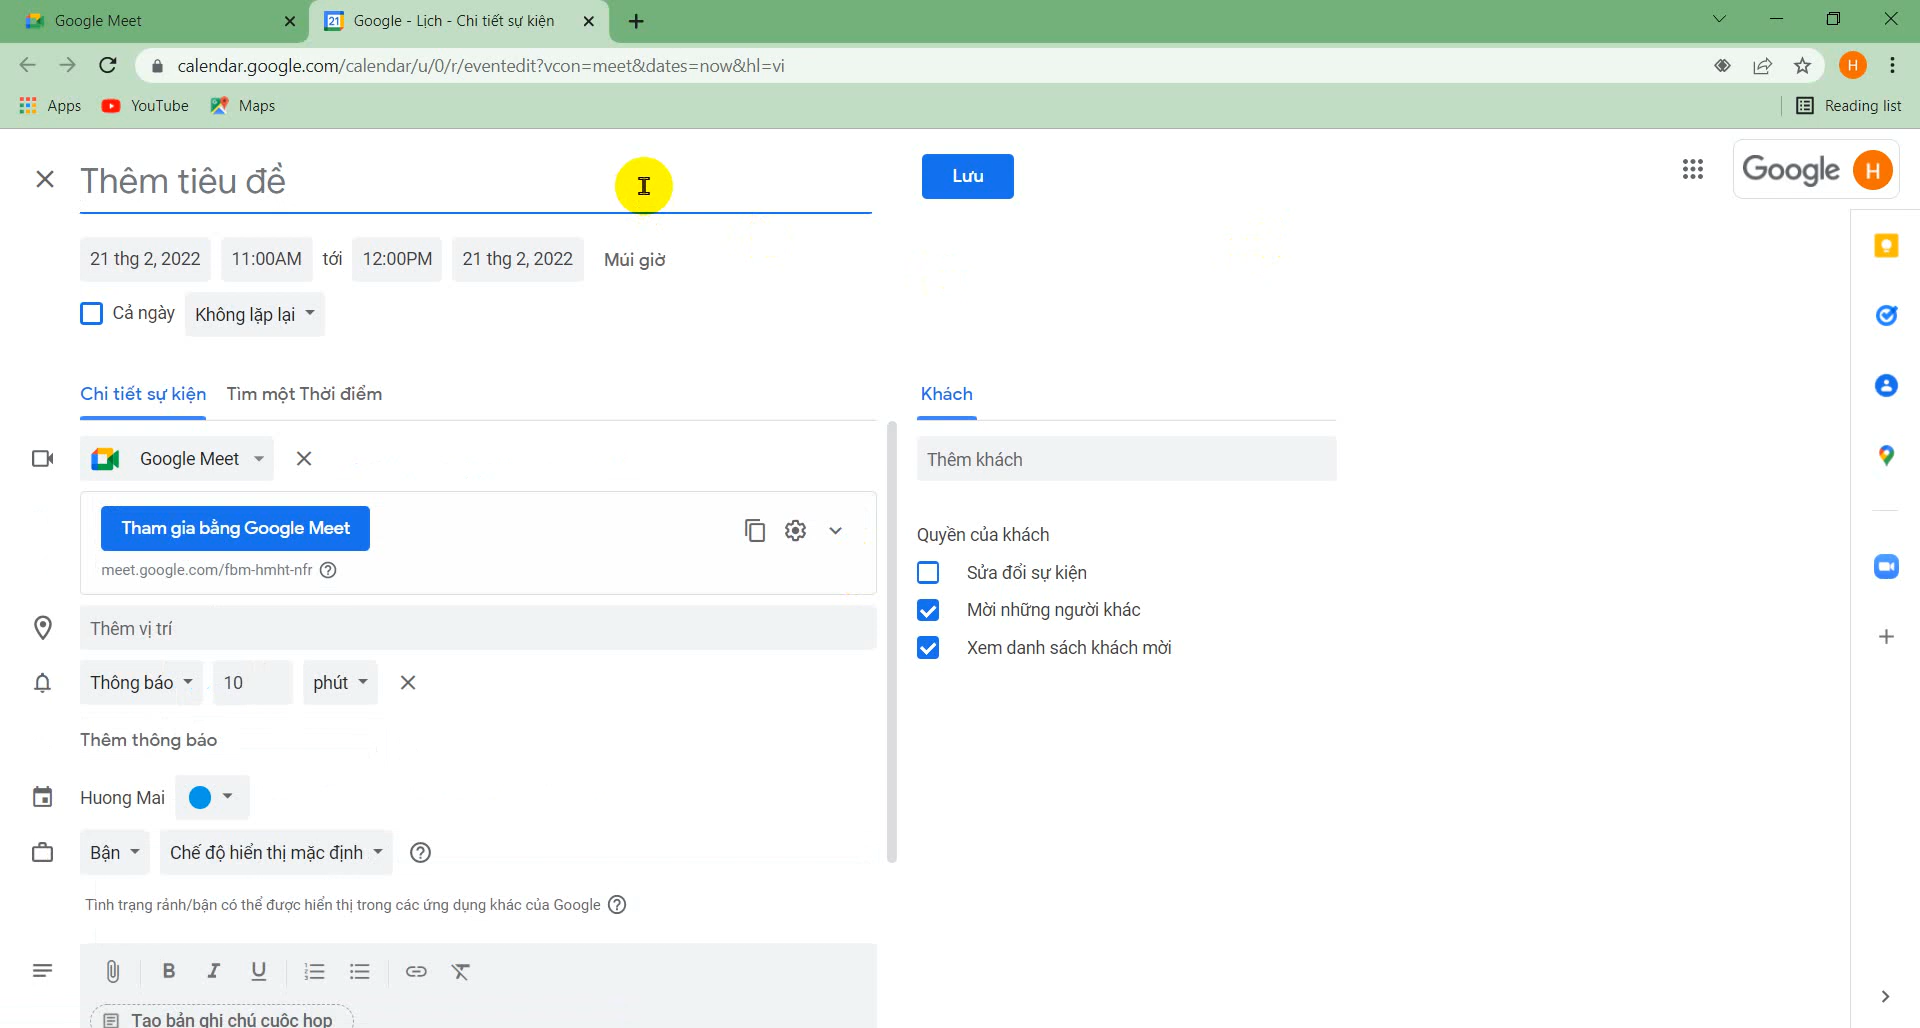 Google Meet
Google - Lịch - Chi tiết sự kiện
calendar.google.com/calendar/u/0/r/eventedit?vcon=meet&dates=now&hl=vi
H
Apps
YouTube
Maps
Reading list
Thêm tiêu đề
Lưu
Google
H
21 thg 2, 2022
11:00AM
tới
12:00PM
21 thg 2, 2022
Múi giờ
Cả ngày
Không lặp lại
Chi tiết sự kiện
Tìm một Thời điểm
Khách
Google Meet
Thêm khách
Tham gia bằng Google Meet
meet.google.com/fbm-hmht-nfr
Quyền của khách
Sửa đổi sự kiện
Mời những người khác
Xem danh sách khách mời
Thêm vị trí
Thông báo
10
phút
Thêm thông báo
Huong Mai
Bận
Chế độ hiển thị mặc định
Tình trạng rảnh/bận có thể được hiển thị trong các ứng dụng khác của Google
B
I
U
Tạo bản ghi chú cuộc họp